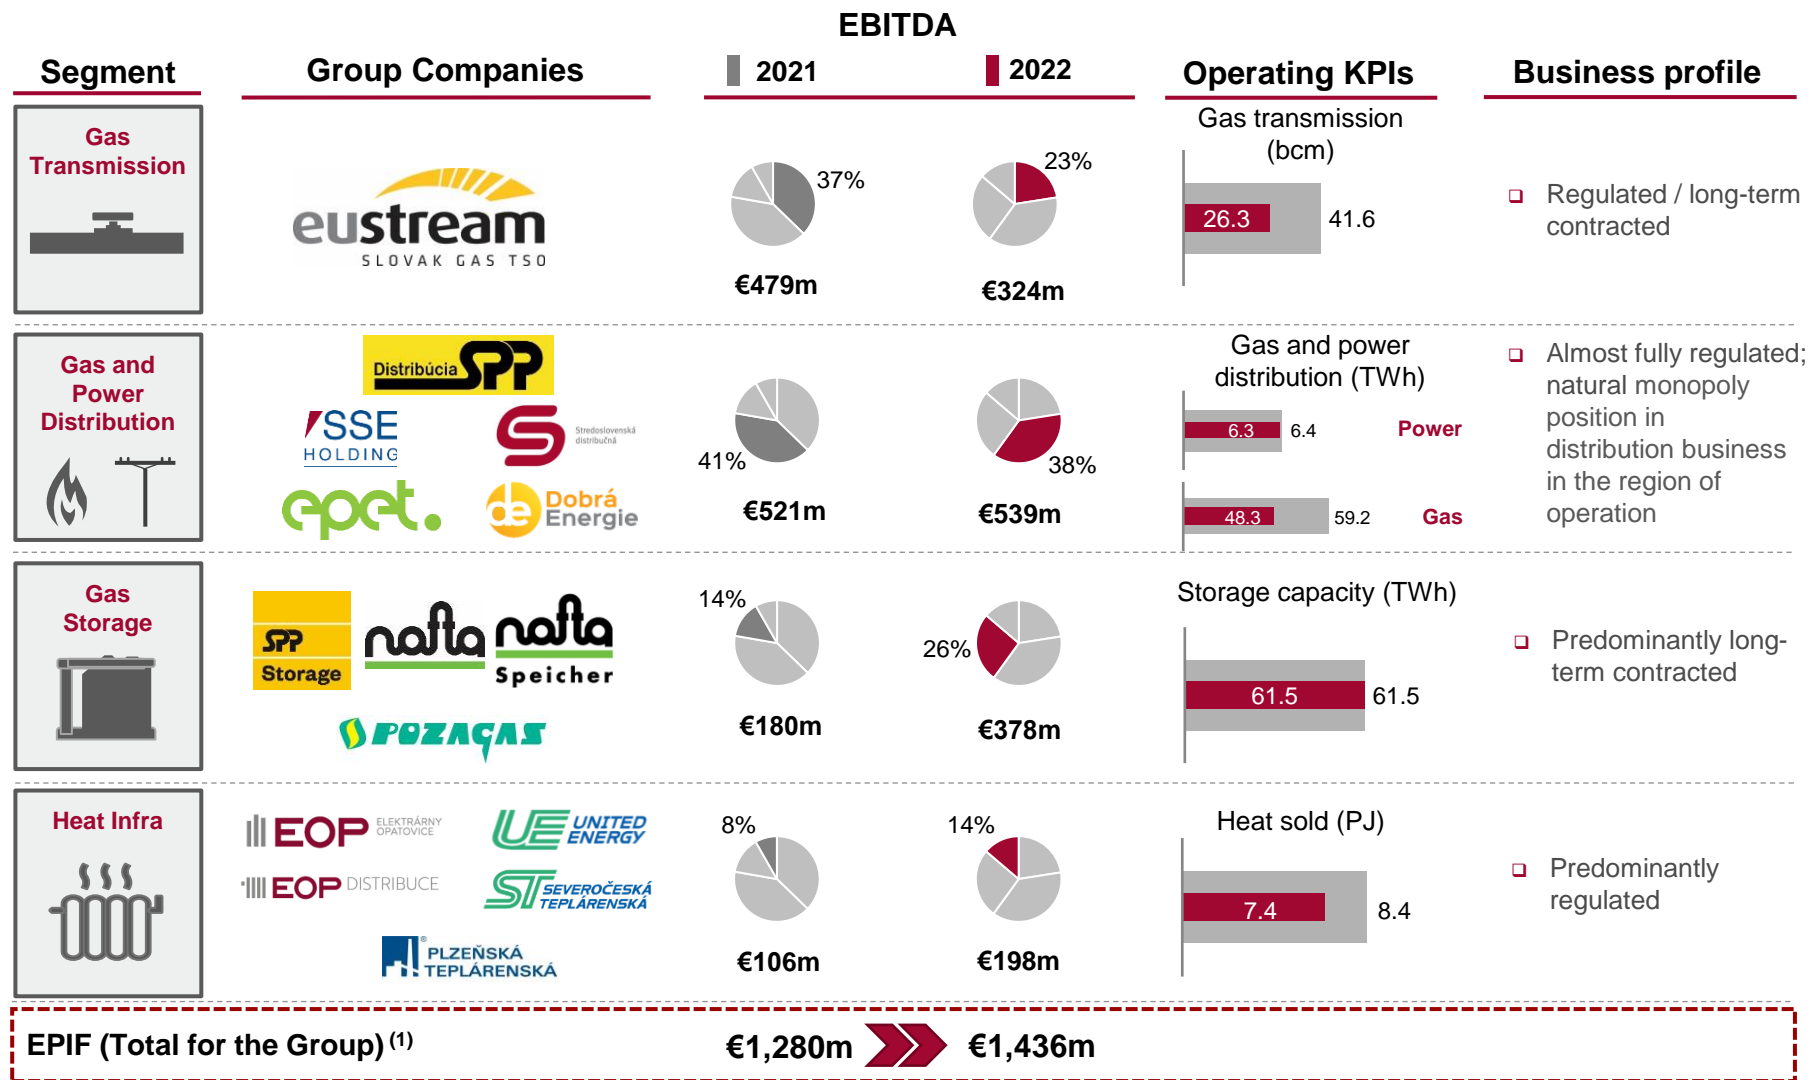 EBITDA
Segment
Group Companies
2021
2022
Operating KPIs
Business profile
Gas
Transmission
eustream
SLOVAK GAS TSO
37%
€479m
23%
€324m
Gas transmission
(bcm)
26.3
41.6
❑ Regulated / long-term
contracted
Gas and
Power
Distribution
Distribúcia SPP
SSE
HOLDING
Stredoslovenská
distribučná
epet.
de Dobrá
Energie
41%
€521m
38%
€539m
Gas and power
distribution (TWh)
6.3
6.4
Power
48.3
59.2
Gas
❑ Almost fully regulated;
natural monopoly
position in
distribution business
in the region of
operation
Gas
Storage
SPP
Storage
nafta
nafta
Speicher
POZAGAS
14%
€180m
26%
€378m
Storage capacity (TWh)
61.5
61.5
❑ Predominantly long-
term contracted
Heat Infra
EOP ELEKTRÁRNY
OPATOVICE
UE UNITED
ENERGY
EOP DISTRIBUCE
ST SEVEROČESKÁ
TEPLÁRENSKÁ
PLZEŇSKÁ
TEPLÁRENSKÁ
8%
€106m
14%
€198m
Heat sold (PJ)
7.4
8.4
❑ Predominantly
regulated
EPIF (Total for the Group) (1)
€1,280m
€1,436m